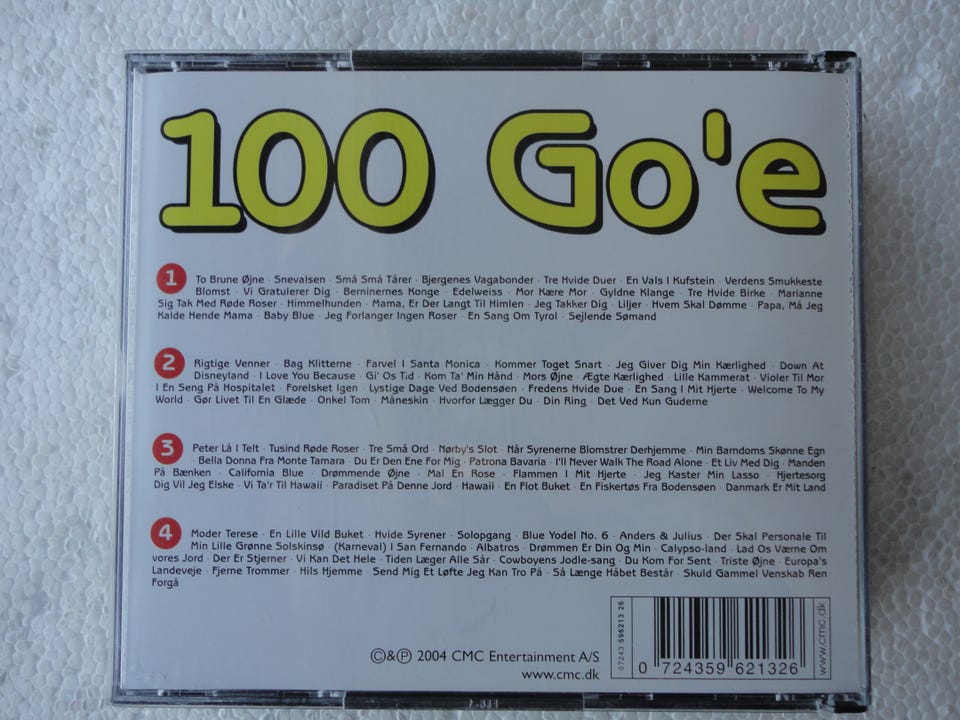 100 Go'e
1 To Brune Øjne · Snevalsen · Små Små Tårer · Bjergenes Vagabonder · Tre Hvide Duer · En Vals I Kufstein · Verdens Smukkeste
Blomst · Vi Gratulerer Dig · Berninernes Konge · Edelweiss · Mor Kære Mor · Gyldne Klange · Tre Hvide Birke · Marianne
Sig Tak Med Røde Roser · Himmelhunden · Mama, Er Der Langt Til Himlen · Jeg Takker Dig · Liljer · Hvem Skal Dømme · Papa, Må Jeg
Kalde Hende Mama · Baby Blue · Jeg Forlanger Ingen Roser · En Sang Om Tyrol · Sejlende Sømand
2 Rigtige Venner · Bag Klitterne · Farvel I Santa Monica · Kommer Toget Snart · Jeg Giver Dig Min Kærlighed · Down At
Disneyland · I Love You Because · Gi' Os Tid · Kom Ta' Min Hånd · Mors Øjne · Ægte Kærlighed · Lille Kammerat · Violer Til Mor
I En Seng På Hospitalet · Forelsket Igen · Lystige Dage Ved Bodensøen · Fredens Hvide Due · En Sang I Mit Hjerte · Welcome To My
World · Gør Livet Til En Glæde · Onkel Tom · Måneskin · Hvorfor Lægger Du · Din Ring · Det Ved Kun Guderne
3 Peter Lå I Telt · Tusind Røde Roser · Tre Små Ord · Nørby's Slot · Når Syrenerne Blomstrer Derhjemme · Min Barndoms Skønne Egn
· Bella Donna Fra Monte Tamara · Du Er Den Ene For Mig · Patrona Bavaria · I'll Never Walk The Road Alone · Et Liv Med Dig · Manden
På Bænken · California Blue · Drømmende Øjne · Mal En Rose · Flammen I Mit Hjerte · Jeg Kaster Min Lasso · Hjertesorg
Dig Vil Jeg Elske · Vi Ta'r Til Hawaii · Paradiset På Denne Jord · Hawaii · En Flot Buket · En Fiskertøs Fra Bodensøen · Danmark Er Mit Land
4 Moder Terese · En Lille Vild Buket · Hvide Syrener · Solopgang · Blue Yodel No. 6 · Anders & Julius · Der Skal Personale Til
Min Lille Grønne Solskinsø · (Karneval) I San Fernando · Albatros · Drømmen Er Din Og Min · Calypso-land · Lad Os Værne Om
vores Jord · Der Er Stjerner · Vi Kan Det Hele · Tiden Læger Alle Sår · Cowboyens Jodle-sang · Du Kom For Sent · Triste Øjne · Europa's
Landeveje · Fjerne Trommer · Hils Hjemme · Send Mig Et Løfte Jeg Kan Tro På · Så Længe Håbet Består · Skuld Gammel Venskab Ren
Forgå
©&℗ 2004 CMC Entertainment A/S
www.cmc.dk
07243 596213 26
0 724359 621326
www.cmc.dk